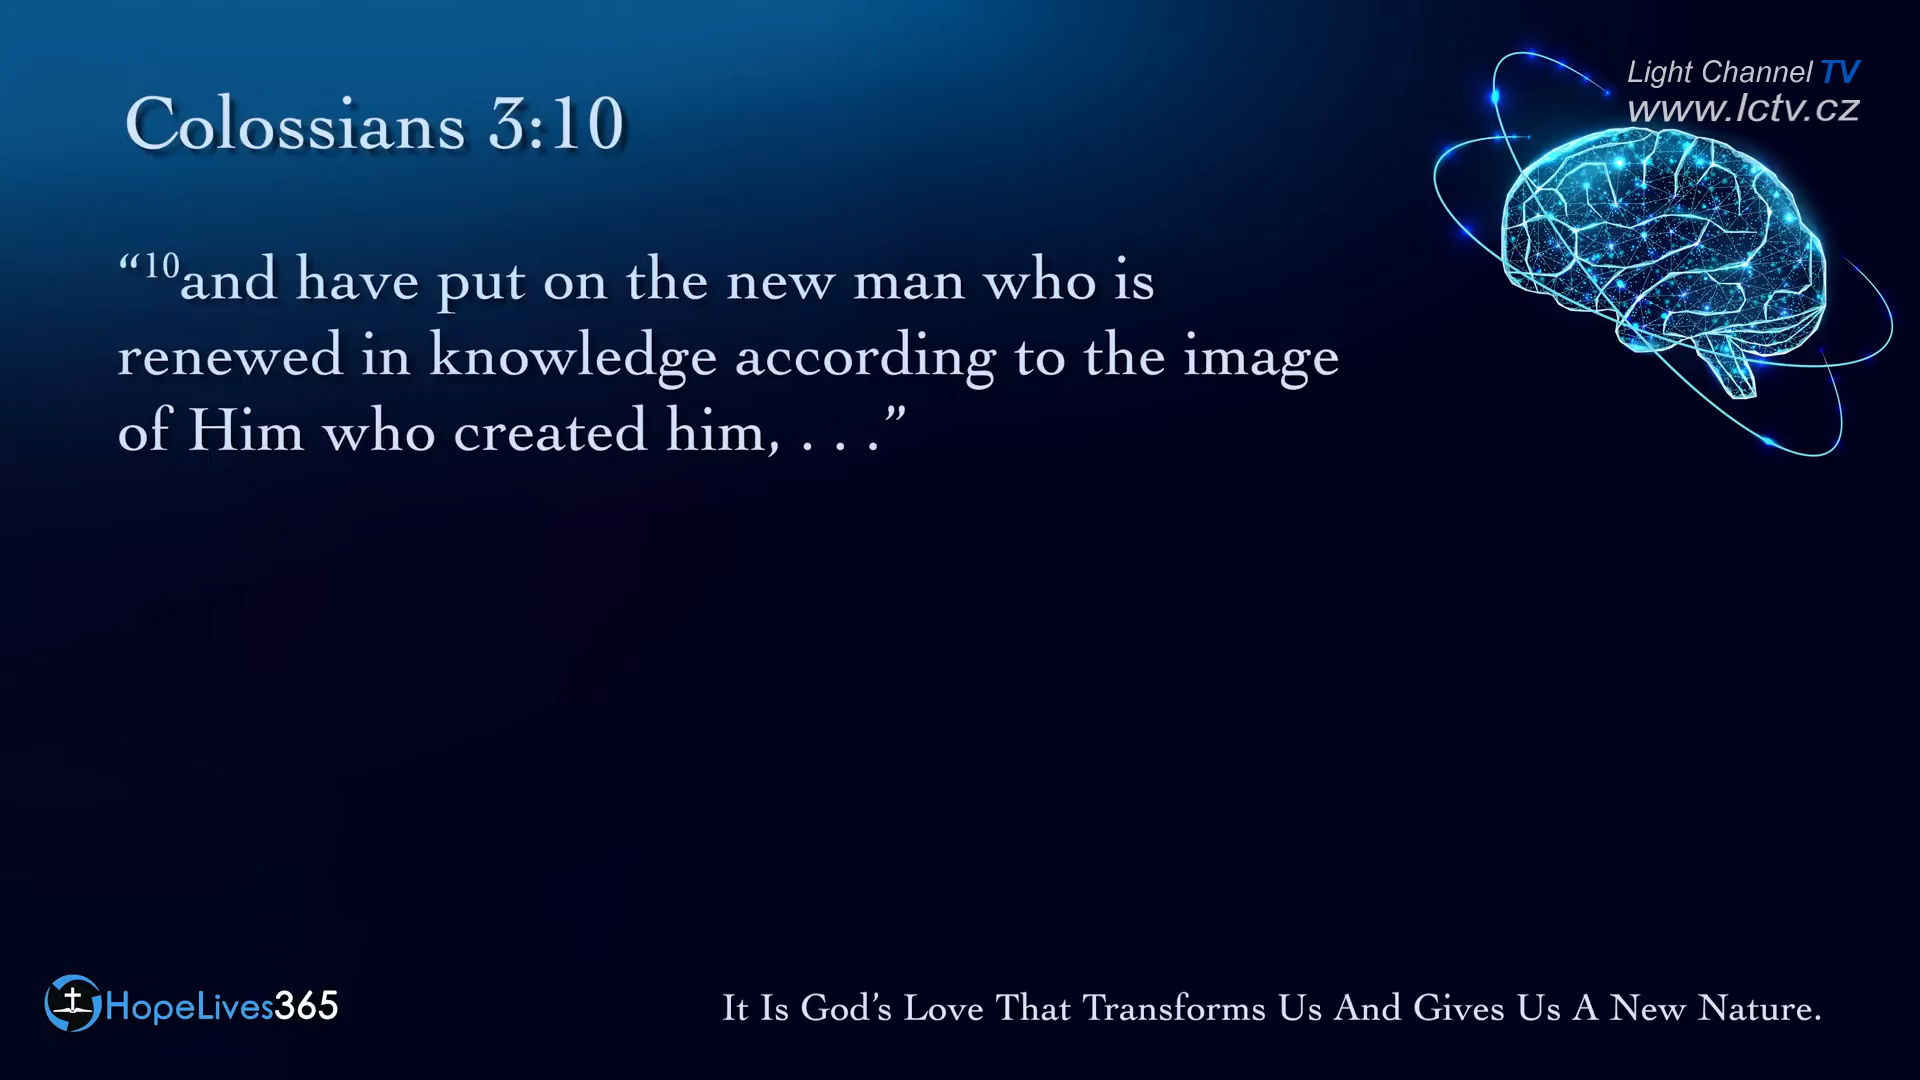 Light Channel TV
www.lctv.cz
Colossians 3:10
“10and have put on the new man who is
renewed in knowledge according to the image
of Him who created him, . . .”
HopeLives365
It Is God’s Love That Transforms Us And Gives Us A New Nature.